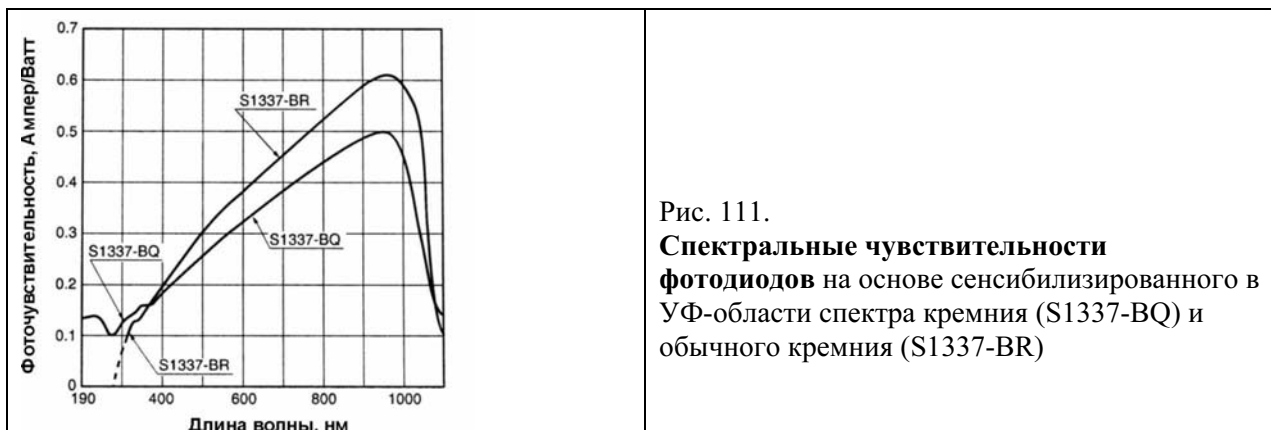 Фоточувствительность, Ампер/Ватт
0.7
0.6
0.5
0.4
0.3
0.2
0.1
0
S1337-BR
S1337-BQ
S1337-BQ
S1337-BR
190 400 600 800 1000
Длина волны, нм
Рис. 111.
Спектральные чувствительности
фотодиодов на основе сенсибилизированного в
УФ-области спектра кремния (S1337-BQ) и
обычного кремния (S1337-BR)